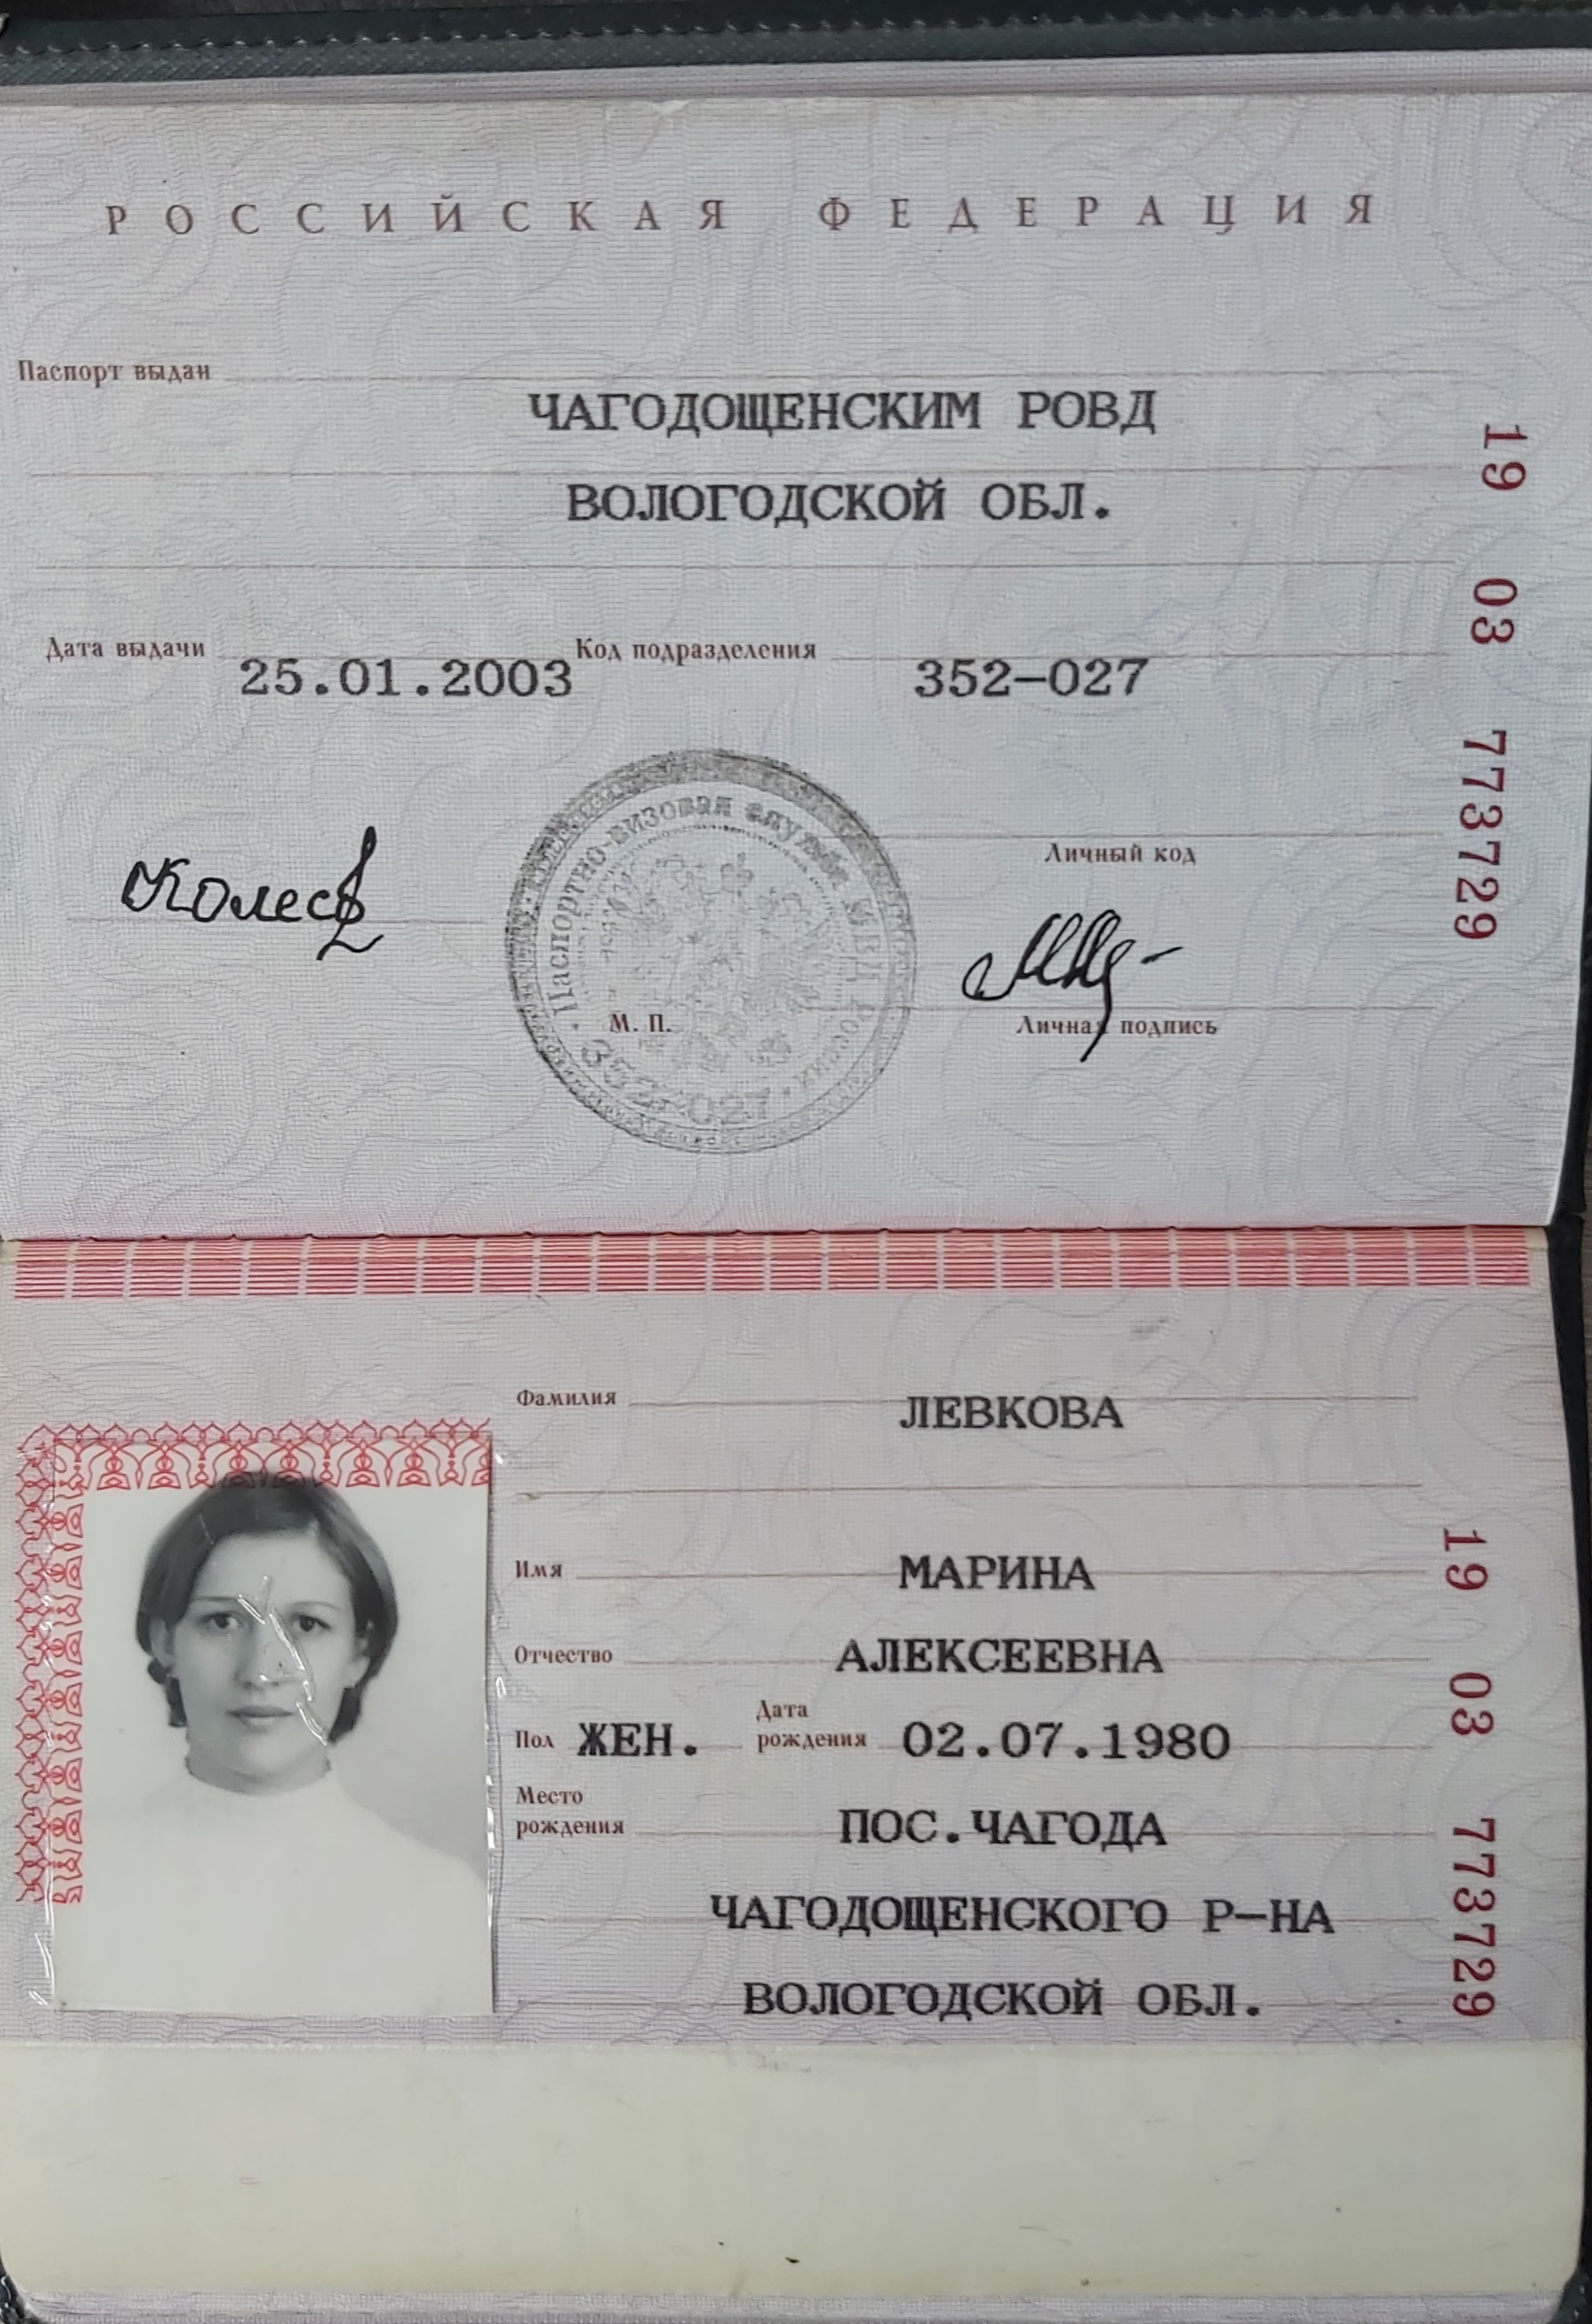 РОССИЙСКАЯ ФЕДЕРАЦИЯ
Паспорт выдан
ЧАГОДОЩЕНСКИМ РОВД
ВОЛОГОДСКОЙ ОБЛ.
Дата выдачи 25.01.2003 Код подразделения 352-027
19 03 773729
Личный код
Паспортно-визовая служба МВД России
352-027
М. П.
Личная подпись
Фамилия ЛЕВКОВА
Имя МАРИНА
Отчество АЛЕКСЕЕВНА
Пол ЖЕН. Дата рождения 02.07.1980
Место рождения ПОС.ЧАГОДА
ЧАГОДОЩЕНСКОГО Р-НА
ВОЛОГОДСКОЙ ОБЛ.
19 03 773729